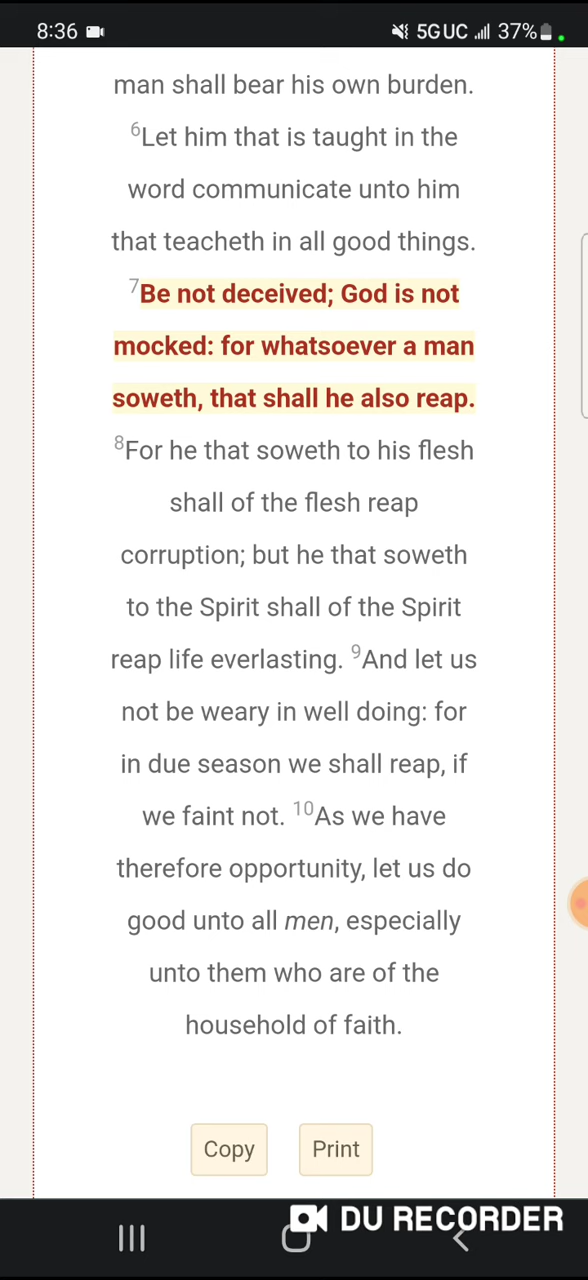 8:36 5GUC 37%
man shall bear his own burden.
6Let him that is taught in the
word communicate unto him
that teacheth in all good things.
7Be not deceived; God is not
mocked: for whatsoever a man
soweth, that shall he also reap.
8For he that soweth to his flesh
shall of the flesh reap
corruption; but he that soweth
to the Spirit shall of the Spirit
reap life everlasting. 9And let us
not be weary in well doing: for
in due season we shall reap, if
we faint not. 10As we have
therefore opportunity, let us do
good unto all men, especially
unto them who are of the
household of faith.
Copy Print
DU RECORDER